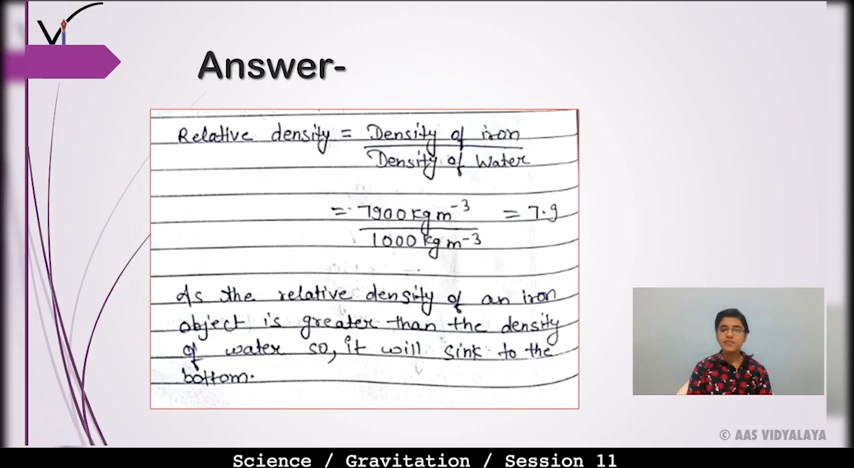 Vi
Answer-
Relative density = Density of iron
Density of Water
= 7900 kg m⁻³ = 7.9
1000 kg m⁻³
As the relative density of an iron
object is greater than the density
of water so, it will sink to the
bottom.
© AAS VIDYALAYA
Science / Gravitation / Session 11